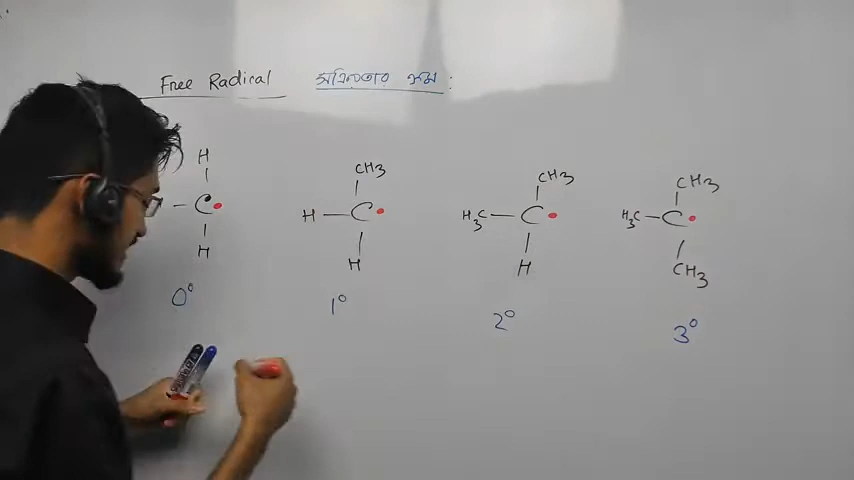 Free Radical সক্রিয়তার ক্রম :
H
CH3
CH3
CH3
— C•
H — C•
H3C — C•
H3C — C•
H
H
H
CH3
0°
1°
2°
3°